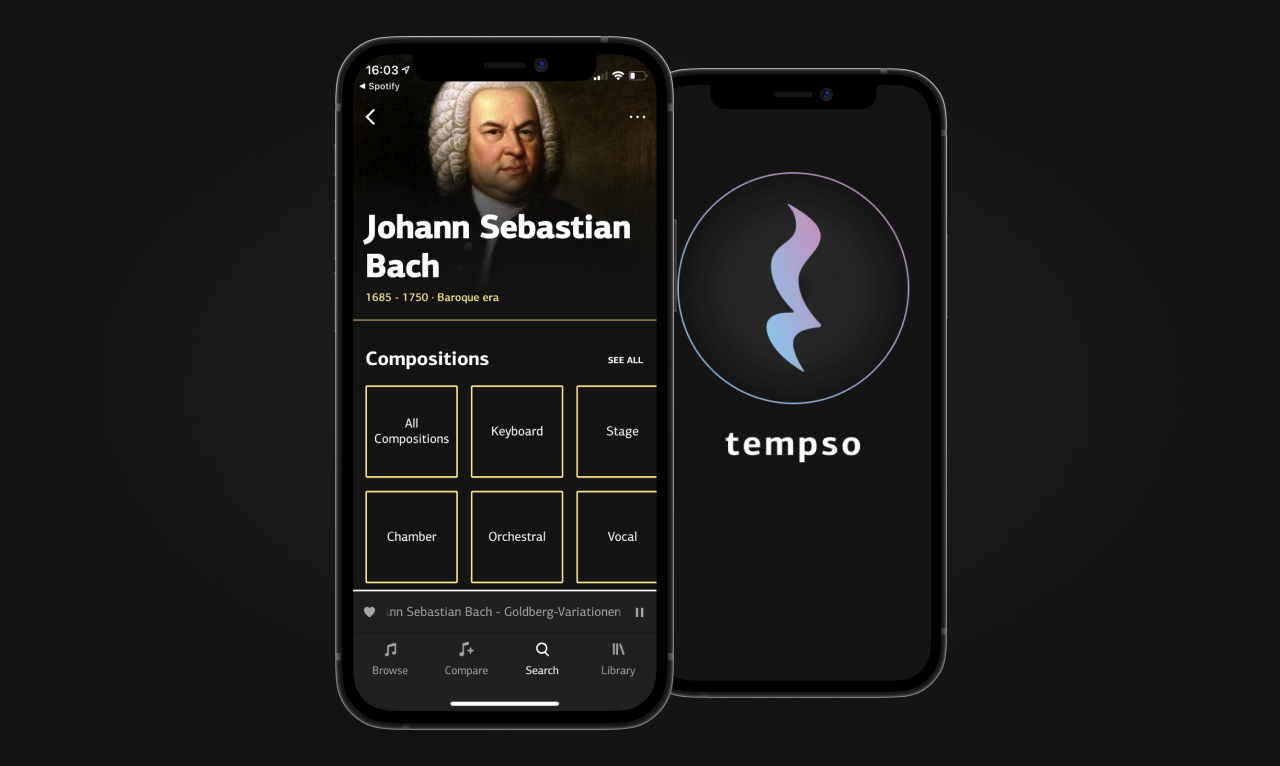 16:03
◀ Spotify
Johann Sebastian
Bach
1685 - 1750 · Baroque era
Compositions
SEE ALL
All
Compositions
Keyboard
Stage
Chamber
Orchestral
Vocal
nn Sebastian Bach - Goldberg-Variationen
Browse
Compare
Search
Library
tempso